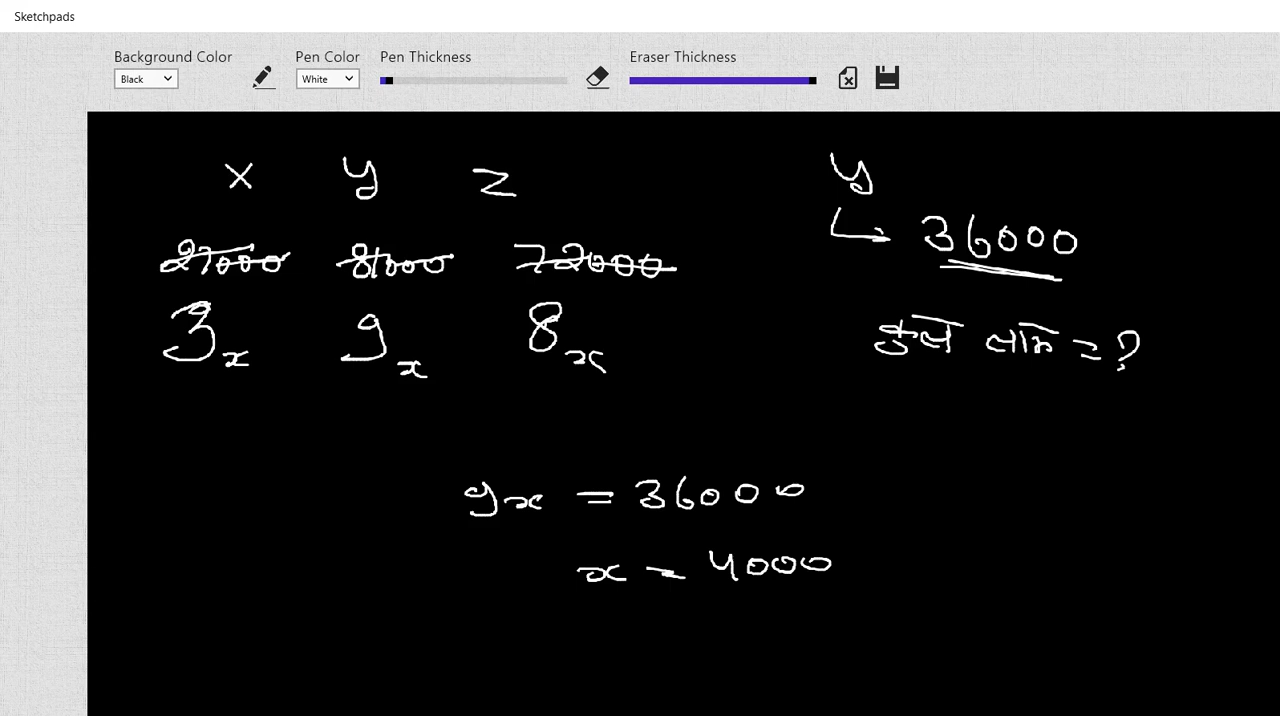 Sketchpads
Background Color Pen Color Pen Thickness Eraser Thickness
Black White
X y z y
27000 81000 72000 36000
3x 9x 8x कुल लाभ = ?
9x = 36000
x = 4000